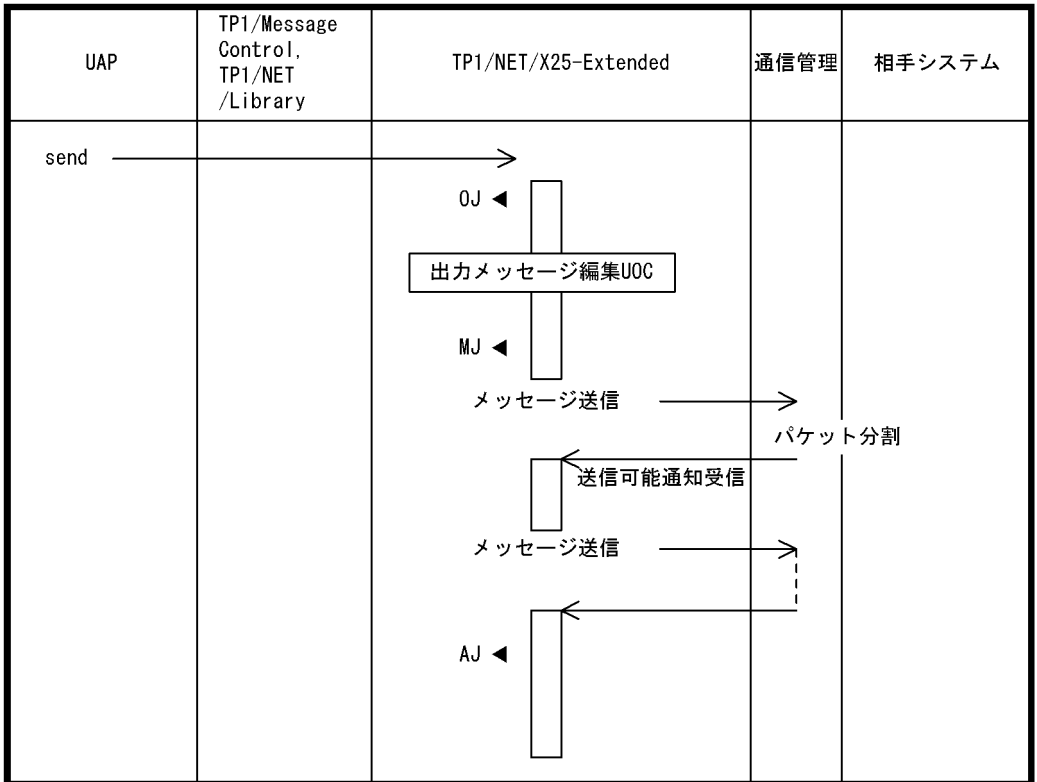 UAP
TP1/Message
Control,
TP1/NET
/Library
TP1/NET/X25-Extended
通信管理
相手システム
send
OJ
出力メッセージ編集UOC
MJ
メッセージ送信
パケット分割
送信可能通知受信
メッセージ送信
AJ